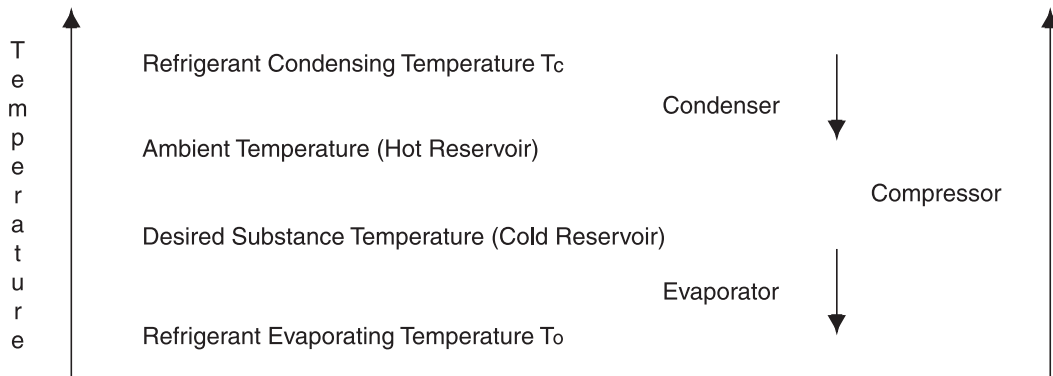 Temperature
Refrigerant Condensing Temperature Tc
Condenser
Ambient Temperature (Hot Reservoir)
Compressor
Desired Substance Temperature (Cold Reservoir)
Evaporator
Refrigerant Evaporating Temperature To